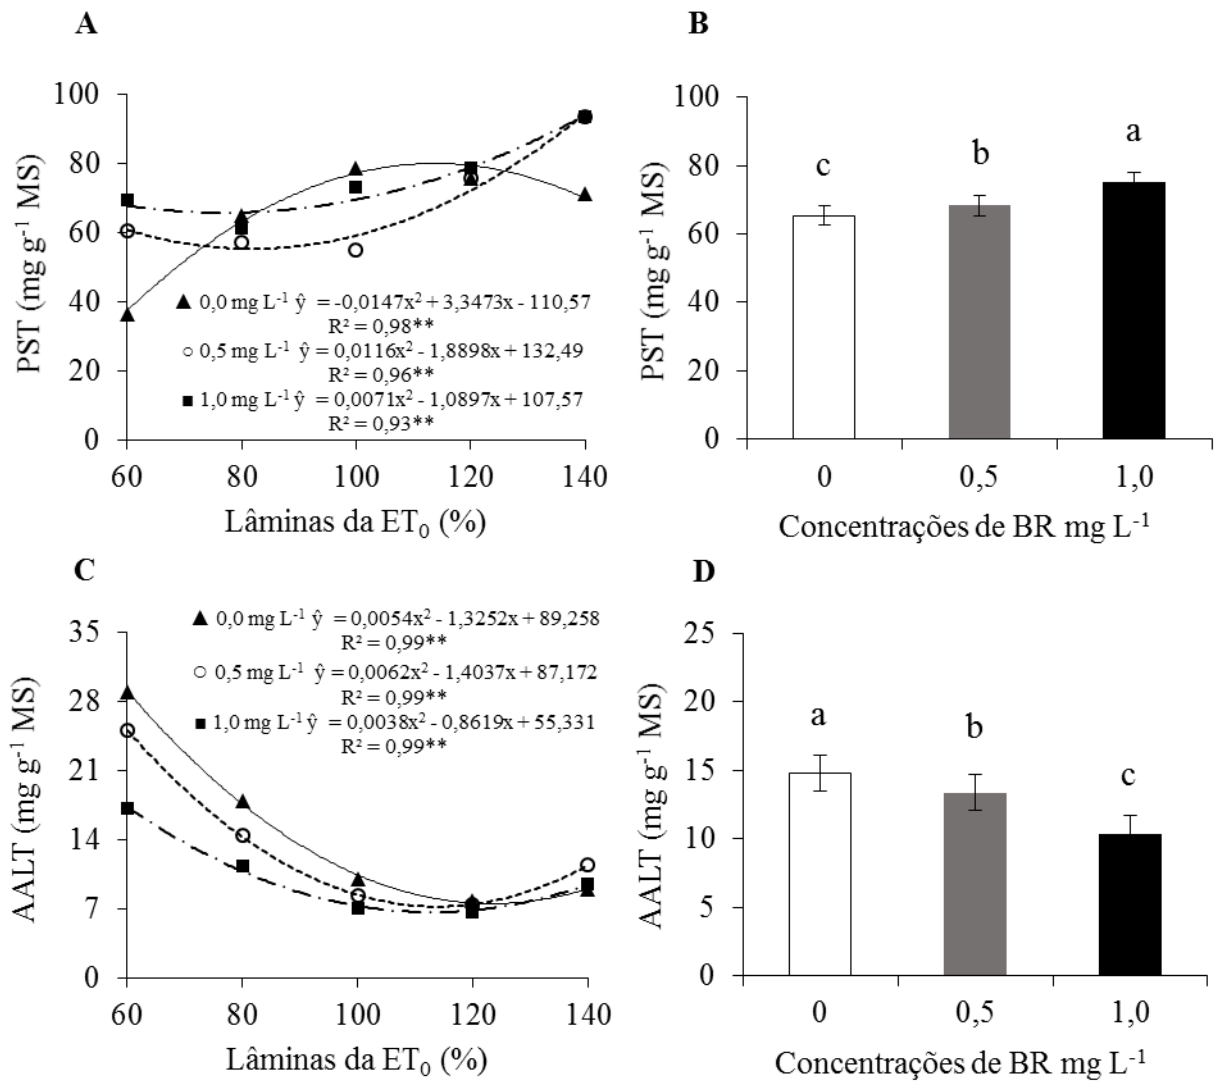 A
PST (mg g⁻¹ MS)
100
80
60
40
20
0
▲ 0,0 mg L⁻¹ ŷ = -0,0147x² + 3,3473x - 110,57
R² = 0,98**
○ 0,5 mg L⁻¹ ŷ = 0,0116x² - 1,8898x + 132,49
R² = 0,96**
■ 1,0 mg L⁻¹ ŷ = 0,0071x² - 1,0897x + 107,57
R² = 0,93**
60 80 100 120 140
Lâminas da ET₀ (%)
B
PST (mg g⁻¹ MS)
100
80
60
40
20
0
c b a
0 0,5 1,0
Concentrações de BR mg L⁻¹
C
AALT (mg g⁻¹ MS)
35
28
21
14
7
0
▲ 0,0 mg L⁻¹ ŷ = 0,0054x² - 1,3252x + 89,258
R² = 0,99**
○ 0,5 mg L⁻¹ ŷ = 0,0062x² - 1,4037x + 87,172
R² = 0,99**
■ 1,0 mg L⁻¹ ŷ = 0,0038x² - 0,8619x + 55,331
R² = 0,99**
60 80 100 120 140
Lâminas da ET₀ (%)
D
AALT (mg g⁻¹ MS)
25
20
15
10
5
0
a b c
0 0,5 1,0
Concentrações de BR mg L⁻¹